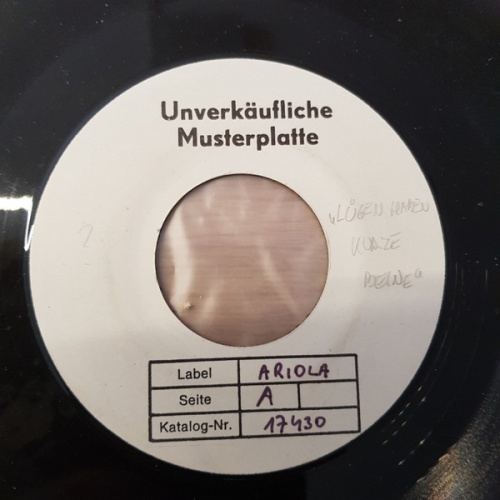 Unverkäufliche
Musterplatte
?
"LÜGEN HABEN
KURZE
BEINE"
Label ARIOLA
Seite A
Katalog-Nr. 17430